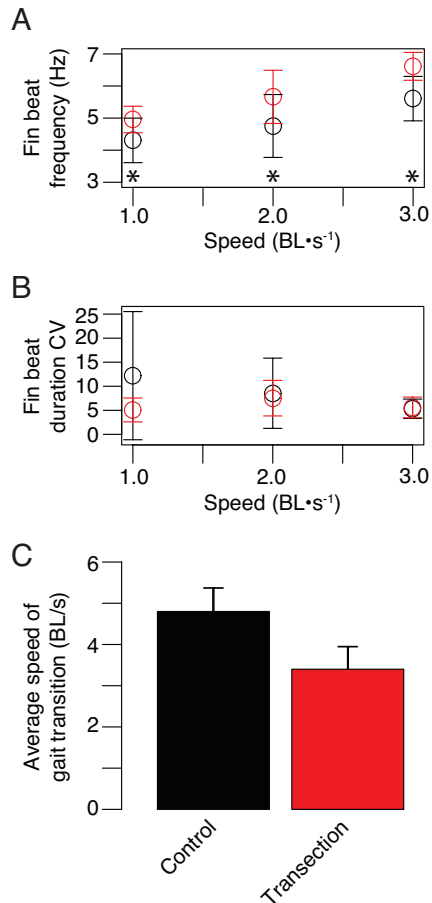 A
Fin beat
frequency (Hz)
7
5
3
* * *
1.0 2.0 3.0
Speed (BL•s⁻¹)
B
Fin beat
duration CV
25
20
15
10
5
0
1.0 2.0 3.0
Speed (BL•s⁻¹)
C
Average speed of
gait transition (BL/s)
6
4
2
0
Control
Transection